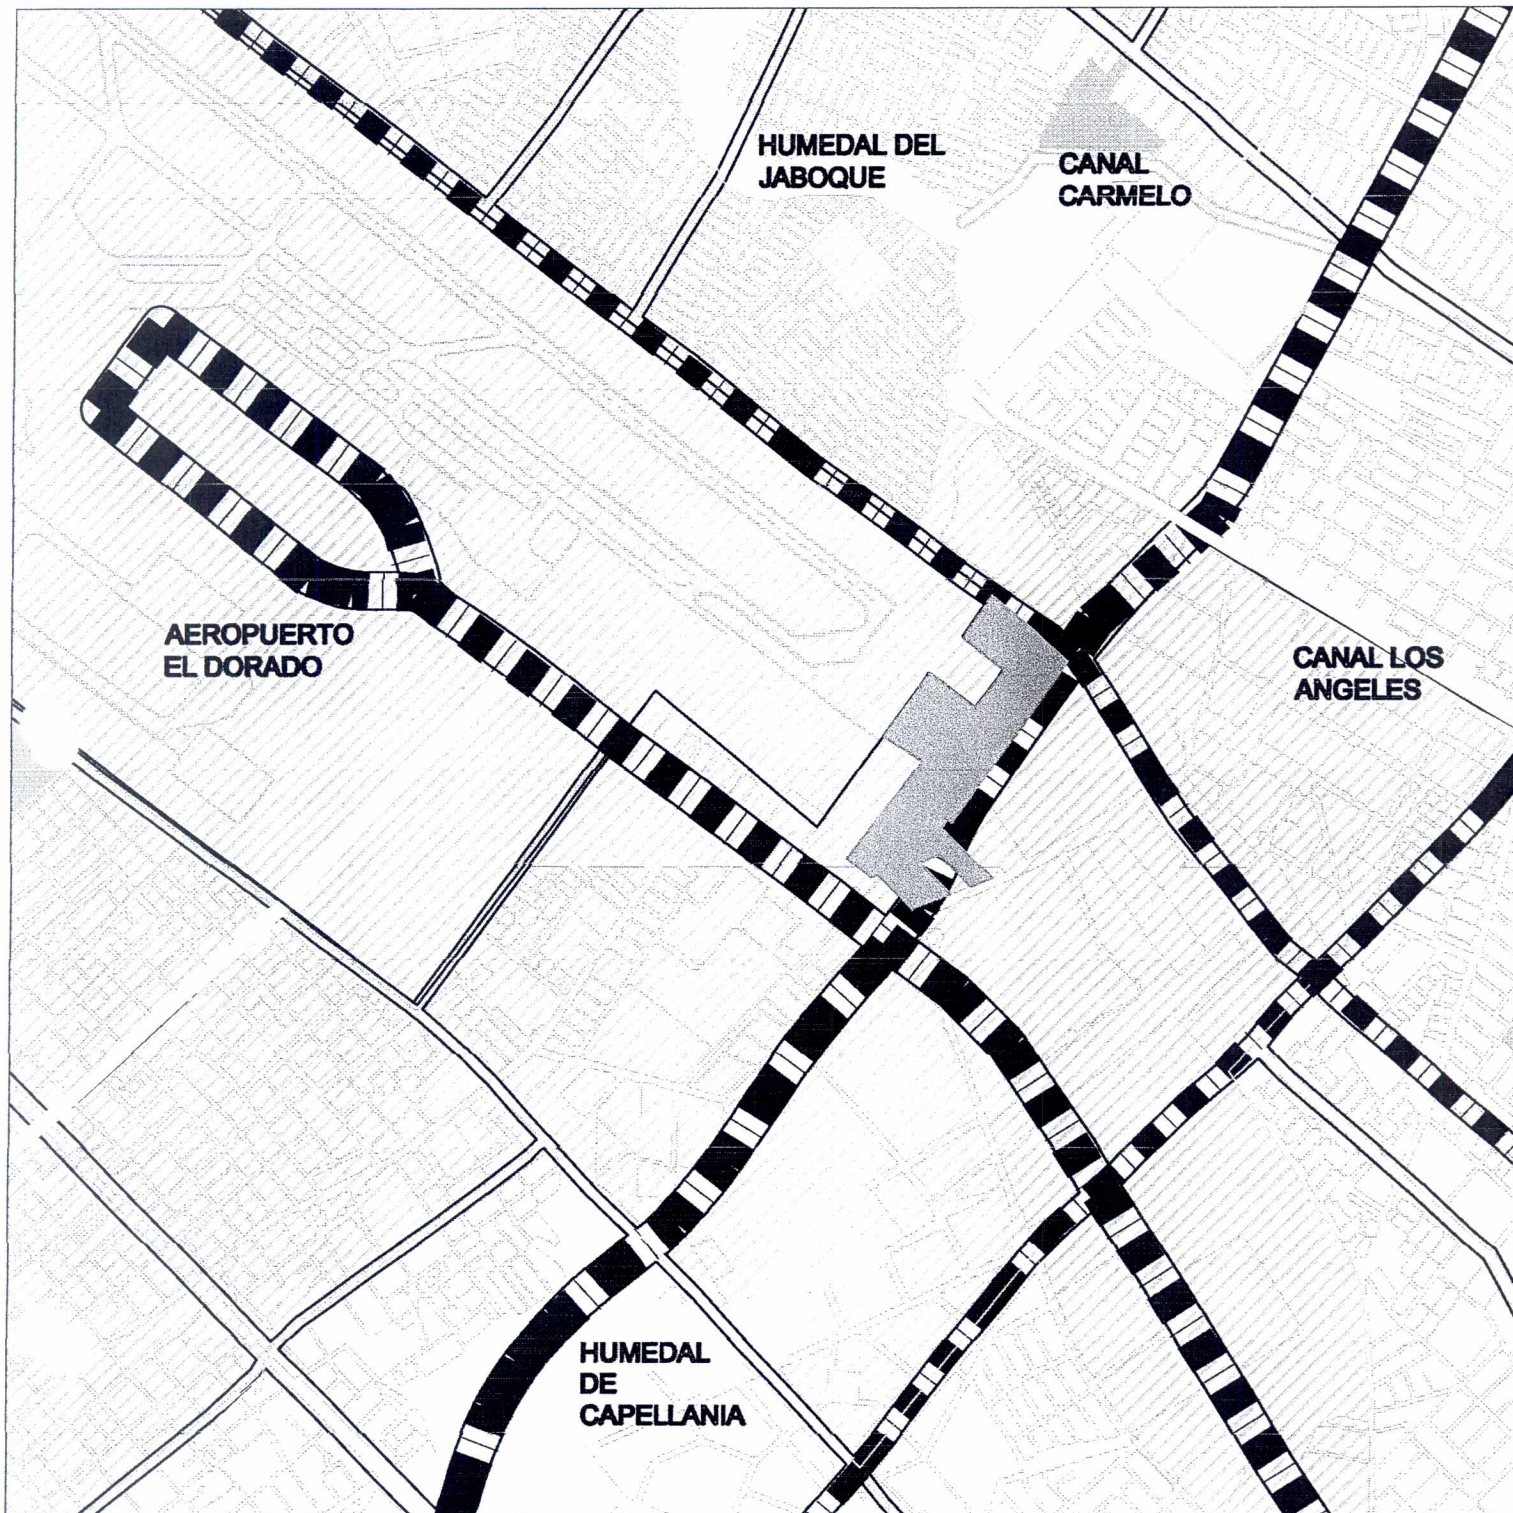 HUMEDAL DEL
JABOQUE
CANAL
CARMELO
AEROPUERTO
EL DORADO
CANAL LOS
ANGELES
HUMEDAL
DE
CAPELLANIA